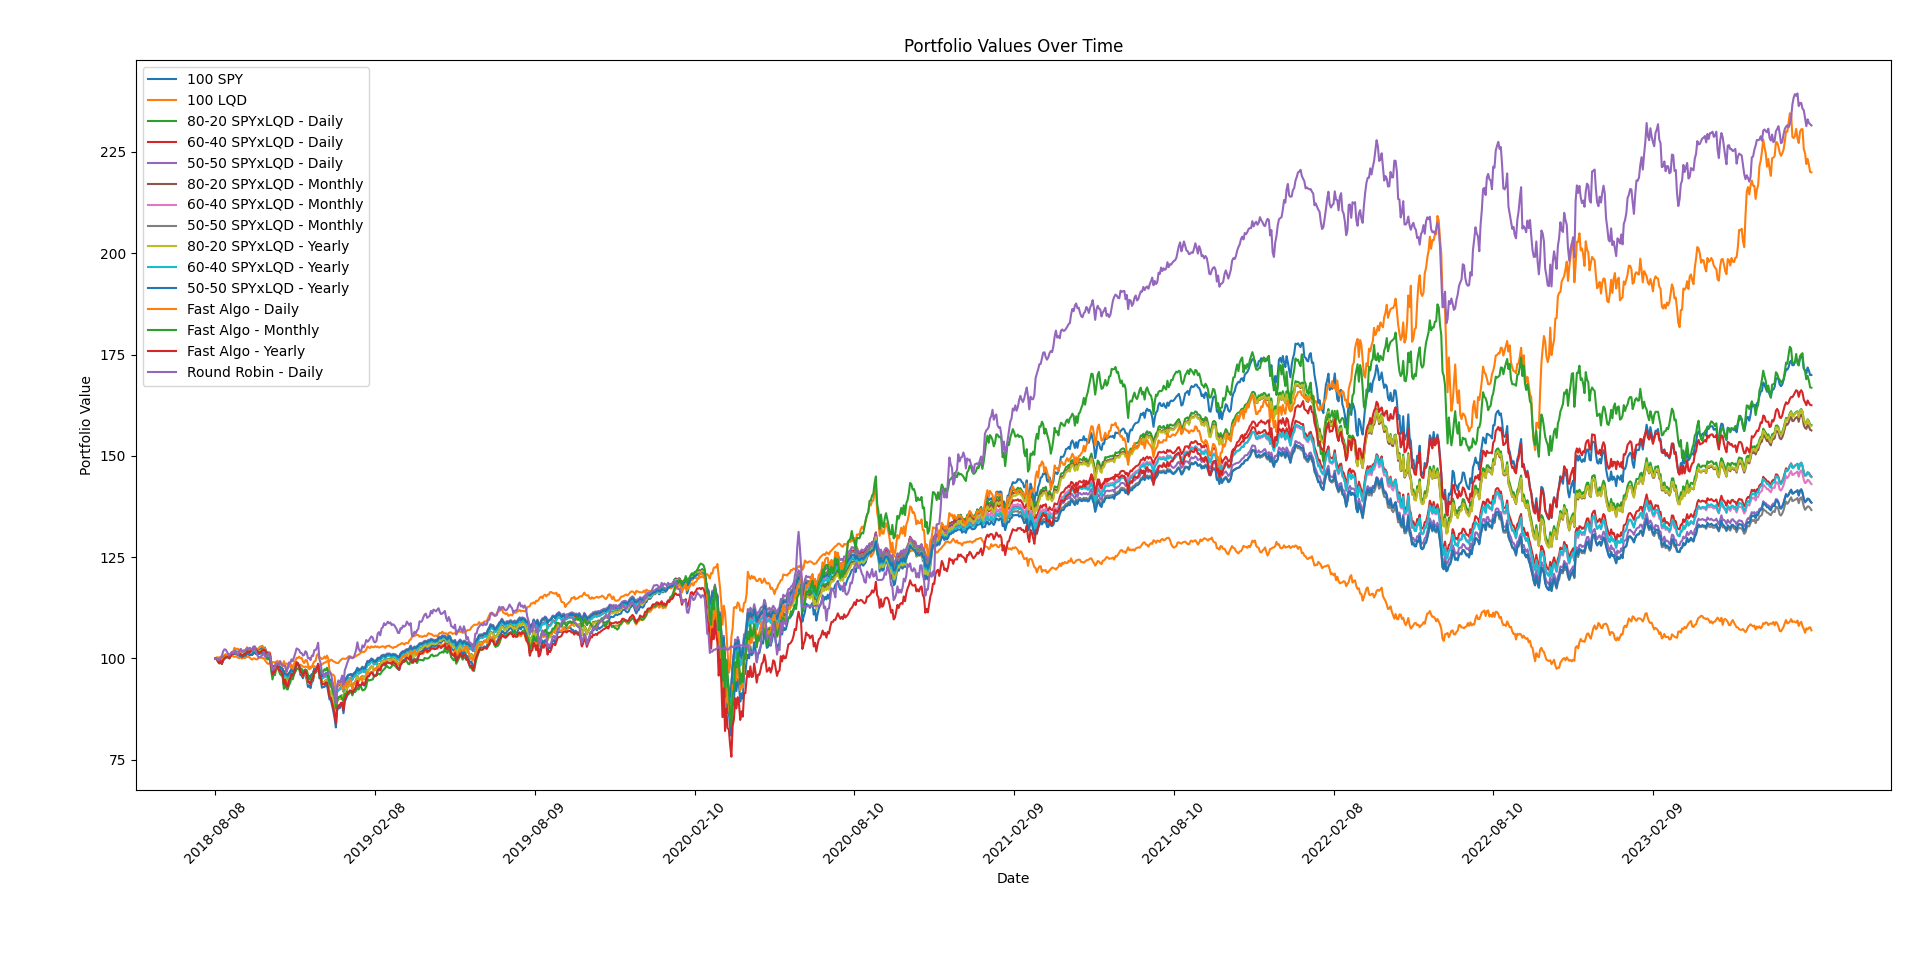 Portfolio Values Over Time
100 SPY
100 LQD
80-20 SPYxLQD - Daily
60-40 SPYxLQD - Daily
50-50 SPYxLQD - Daily
80-20 SPYxLQD - Monthly
60-40 SPYxLQD - Monthly
50-50 SPYxLQD - Monthly
80-20 SPYxLQD - Yearly
60-40 SPYxLQD - Yearly
50-50 SPYxLQD - Yearly
Fast Algo - Daily
Fast Algo - Monthly
Fast Algo - Yearly
Round Robin - Daily
Portfolio Value
225
200
175
150
125
100
75
2018-08-08
2019-02-08
2019-08-09
2020-02-10
2020-08-10
2021-02-09
2021-08-10
2022-02-08
2022-08-10
2023-02-09
Date